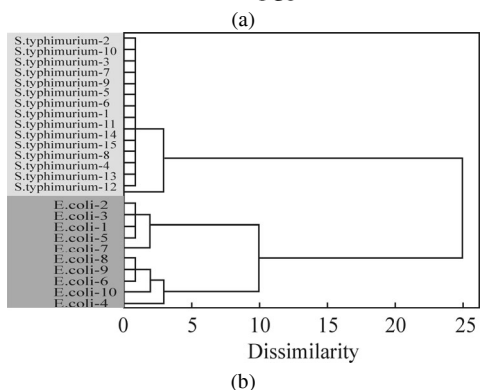 (a)
S.typhimurium-2
S.typhimurium-10
S.typhimurium-3
S.typhimurium-7
S.typhimurium-9
S.typhimurium-5
S.typhimurium-6
S.typhimurium-1
S.typhimurium-11
S.typhimurium-14
S.typhimurium-15
S.typhimurium-8
S.typhimurium-4
S.typhimurium-13
S.typhimurium-12
E.coli-2
E.coli-3
E.coli-1
E.coli-5
E.coli-7
E.coli-8
E.coli-9
E.coli-6
E.coli-10
E.coli-4
0 5 10 15 20 25
Dissimilarity
(b)